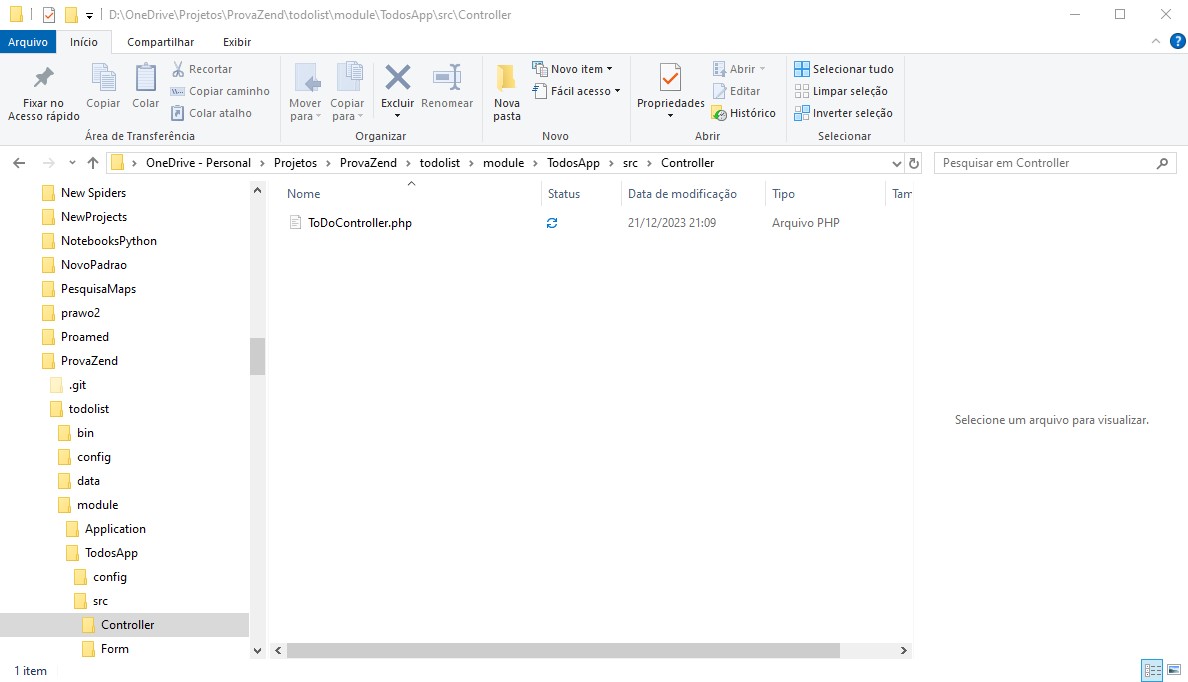 D:\OneDrive\Projetos\ProvaZend\todolist\module\TodosApp\src\Controller
Arquivo Início Compartilhar Exibir
Fixar no Acesso rápido
Copiar
Colar
Recortar
Copiar caminho
Colar atalho
Área de Transferência
Mover para
Copiar para
Excluir
Renomear
Organizar
Nova pasta
Novo item
Fácil acesso
Novo
Propriedades
Abrir
Editar
Histórico
Abrir
Selecionar tudo
Limpar seleção
Inverter seleção
Selecionar
OneDrive - Personal > Projetos > ProvaZend > todolist > module > TodosApp > src > Controller
Pesquisar em Controller
New Spiders
NewProjects
NotebooksPython
NovoPadrao
PesquisaMaps
prawo2
Proamed
ProvaZend
.git
todolist
bin
config
data
module
Application
TodosApp
config
src
Controller
Form
Nome Status Data de modificação Tipo Tam
ToDoController.php 21/12/2023 21:09 Arquivo PHP
Selecione um arquivo para visualizar.
1 item